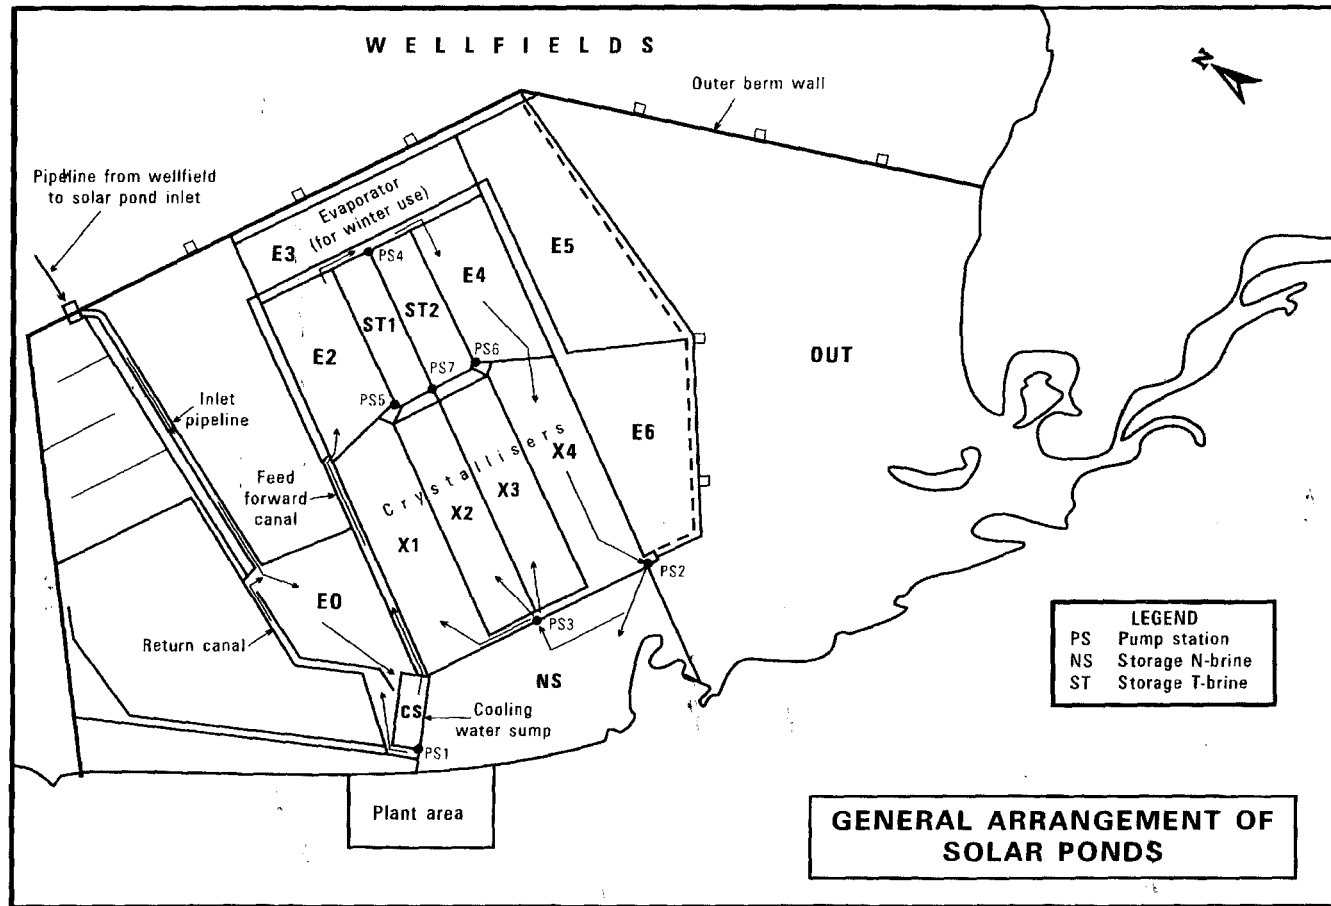 WELLFIELDS
N
Outer berm wall
Pipeline from wellfield
to solar pond inlet
Evaporator
(for winter use)
E3
PS4
E5
E4
ST2
ST1
E2
PS6
PS7
PS5
OUT
Inlet
pipeline
Feed
forward
canal
Crystallisers
E6
X4
X3
X2
X1
PS2
E0
PS3
Return canal
NS
CS
Cooling
water sump
PS1
Plant area
LEGEND
PS Pump station
NS Storage N-brine
ST Storage T-brine
GENERAL ARRANGEMENT OF
SOLAR PONDS